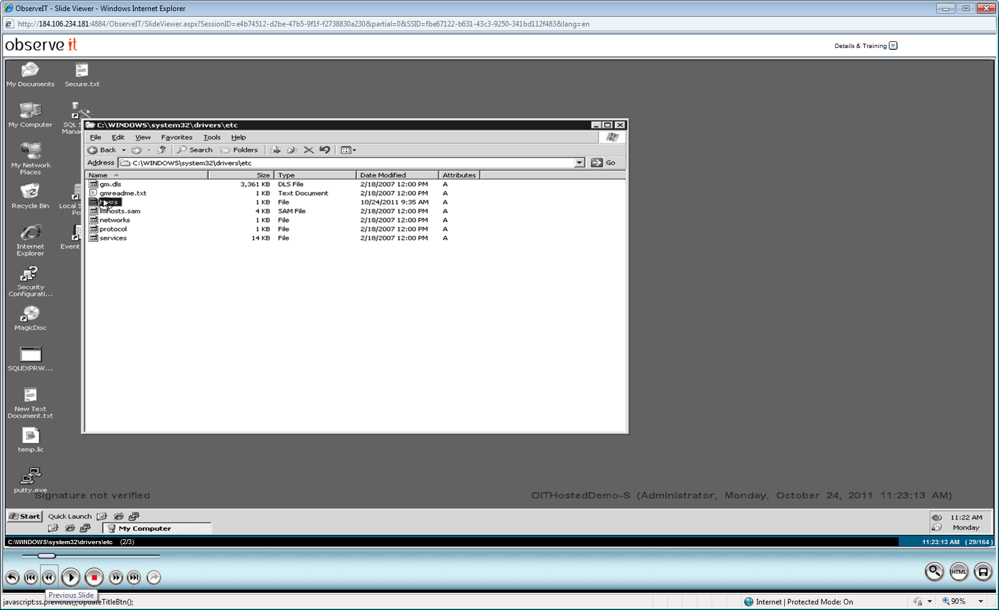 ObserveIT - Slide Viewer - Windows Internet Explorer
http://184.106.234.181:4884/ObserveIT/SlideViewer.aspx?SessionID=e4b74512-d2be-47b5-9f1f-f2738830a230&partial=0&SSID=fbe67122-b631-43c3-9250-341bd112f483&lang=en
observe it
Details & Training
My Documents
Secure.txt
My Computer
SQL S
Mana
My Network
Places
Recycle Bin
Local S
Po
Internet
Explorer
Event
Security
Configurati...
MagicDisc
SQLEXPRW...
New Text
Document.txt
temp.lic
putty.exe
C:\WINDOWS\system32\drivers\etc
File Edit View Favorites Tools Help
Back Search Folders
Address C:\WINDOWS\system32\drivers\etc Go
Name Size Type Date Modified Attributes
gm.dls 3,361 KB DLS File 2/18/2007 12:00 PM A
gmreadme.txt 1 KB Text Document 2/18/2007 12:00 PM A
hosts 1 KB File 10/24/2011 9:35 AM A
lmhosts.sam 4 KB SAM File 2/18/2007 12:00 PM A
networks 1 KB File 2/18/2007 12:00 PM A
protocol 1 KB File 2/18/2007 12:00 PM A
services 14 KB File 2/18/2007 12:00 PM A
Signature not verified
OITHostedDemo-S (Administrator, Monday, October 24, 2011 11:23:13 AM)
Start Quick Launch
My Computer
11:22 AM
Monday
C:\WINDOWS\system32\drivers\etc (2/3)
11:23:13 AM ( 29/164 )
HTML
Previous Slide
javascript:ss.previous();UpdateTitleBtn();
Internet | Protected Mode: On
90%